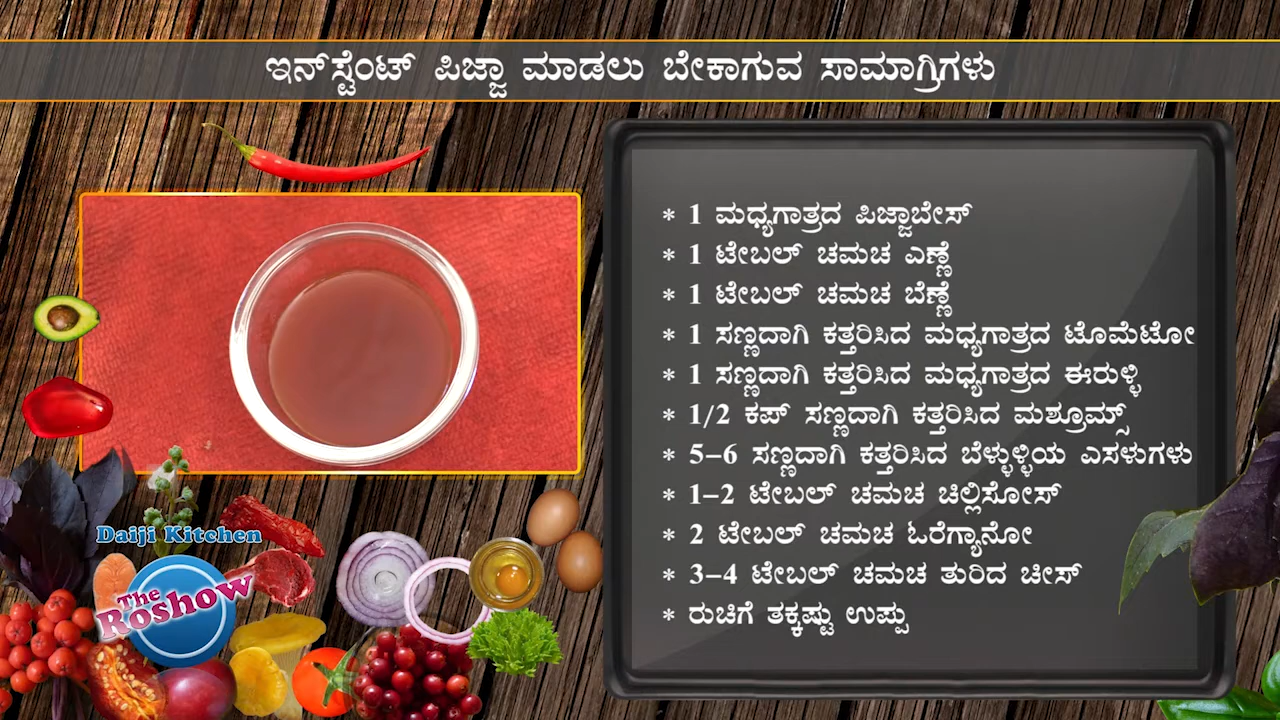 ಇನ್‌ಸ್ಟೆಂಟ್ ಪಿಜ್ಜಾ ಮಾಡಲು ಬೇಕಾಗುವ ಸಾಮಾಗ್ರಿಗಳು
* 1 ಮಧ್ಯಗಾತ್ರದ ಪಿಜ್ಜಾಬೇಸ್
* 1 ಟೇಬಲ್ ಚಮಚ ಎಣ್ಣೆ
* 1 ಟೇಬಲ್ ಚಮಚ ಬೆಣ್ಣೆ
* 1 ಸಣ್ಣದಾಗಿ ಕತ್ತರಿಸಿದ ಮಧ್ಯಗಾತ್ರದ ಟೊಮೆಟೋ
* 1 ಸಣ್ಣದಾಗಿ ಕತ್ತರಿಸಿದ ಮಧ್ಯಗಾತ್ರದ ಈರುಳ್ಳಿ
* 1/2 ಕಪ್ ಸಣ್ಣದಾಗಿ ಕತ್ತರಿಸಿದ ಮಶ್ರೂಮ್ಸ್
* 5-6 ಸಣ್ಣದಾಗಿ ಕತ್ತರಿಸಿದ ಬೆಳ್ಳುಳ್ಳಿಯ ಎಸಳುಗಳು
* 1-2 ಟೇಬಲ್ ಚಮಚ ಚಿಲ್ಲಿಸೋಸ್
* 2 ಟೇಬಲ್ ಚಮಚ ಓರೆಗ್ಯಾನೋ
* 3-4 ಟೇಬಲ್ ಚಮಚ ತುರಿದ ಚೀಸ್
* ರುಚಿಗೆ ತಕ್ಕಷ್ಟು ಉಪ್ಪು
Daiji Kitchen
The
Roshow